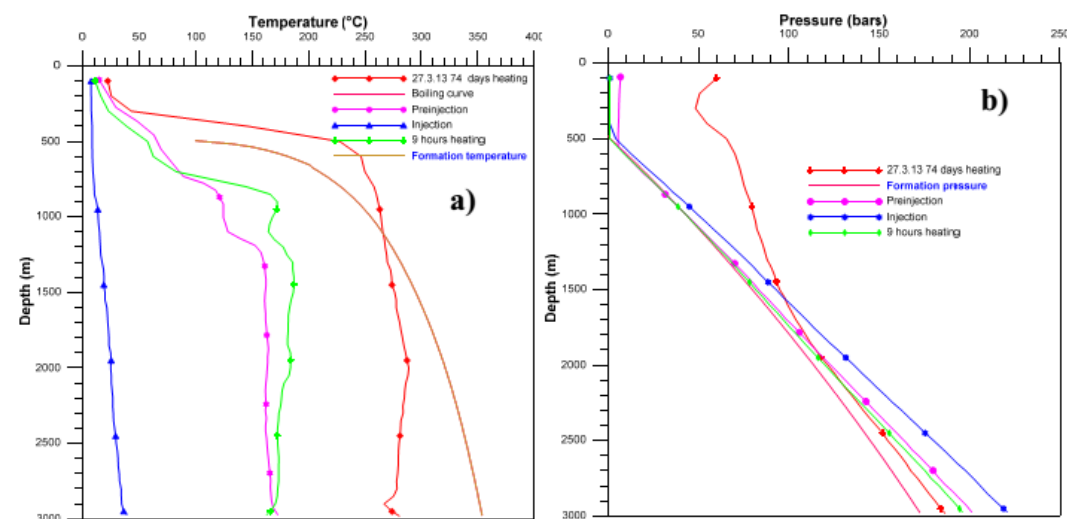 Temperature (°C)
0 50 100 150 200 250 300 350 400
0
500
1000
1500
2000
2500
3000
Depth (m)
27.3.13 74 days heating
Boiling curve
Preinjection
Injection
9 hours heating
Formation temperature
a)
Pressure (bars)
0 50 100 150 200 250
0
500
1000
1500
2000
2500
3000
Depth (m)
b)
27.3.13 74 days heating
Formation pressure
Preinjection
Injection
9 hours heating